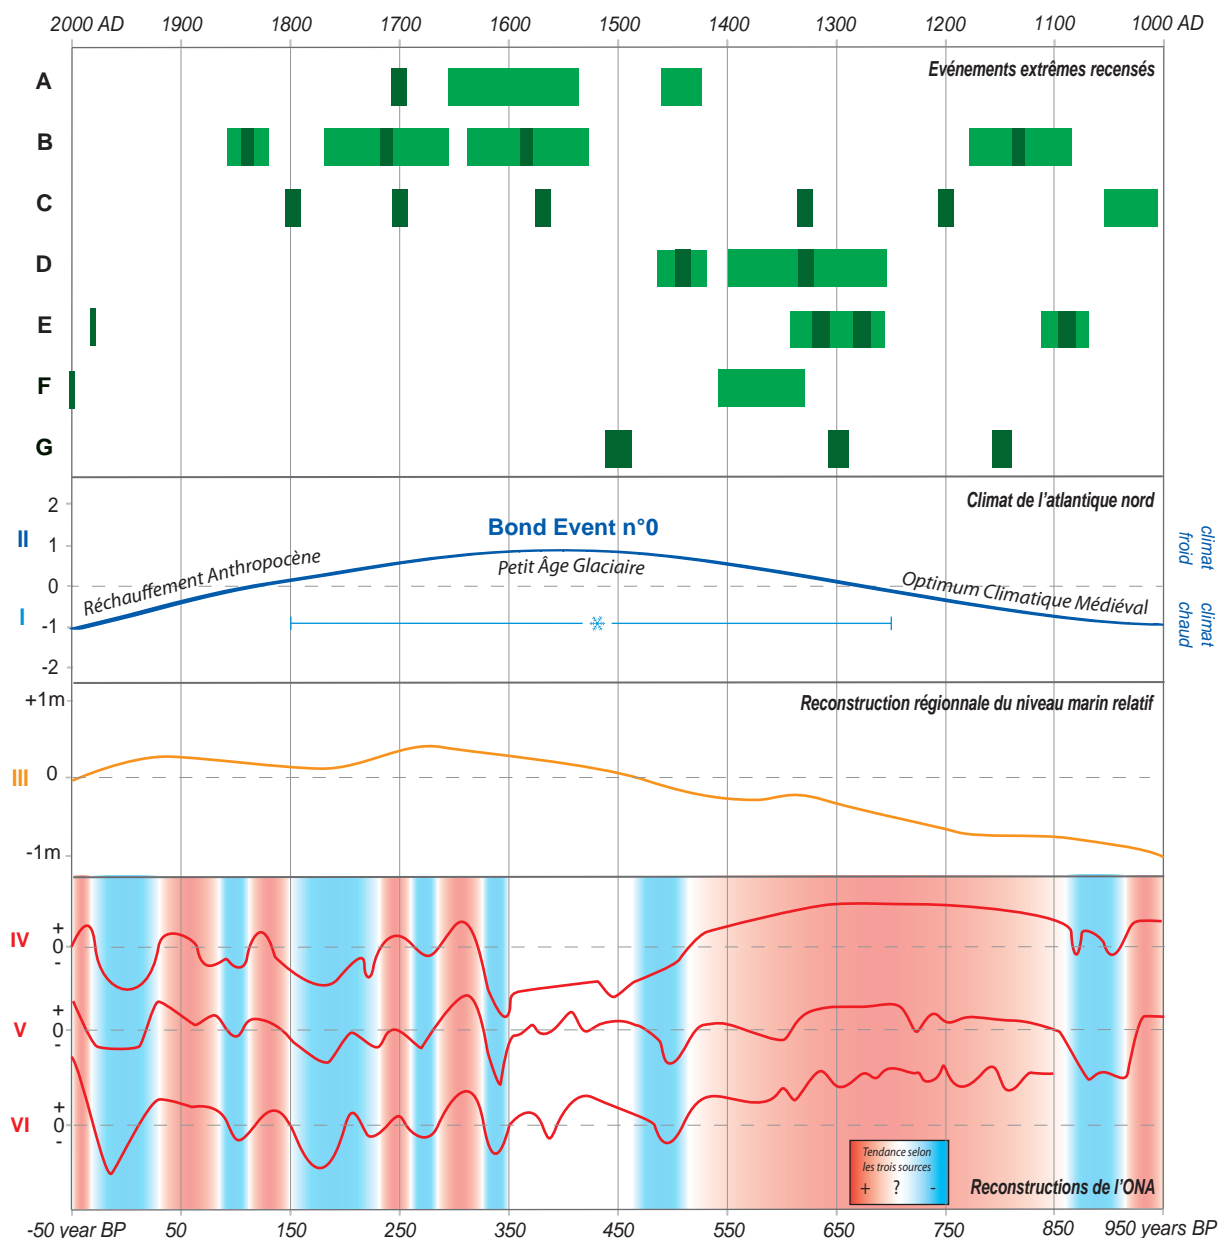 2000 AD 1900 1800 1700 1600 1500 1400 1300 1200 1100 1000 AD
Evénements extrêmes recensés
A
B
C
D
E
F
G
Climat de l'atlantique nord
2
II
1
0
I
-1
-2
Bond Event n°0
Réchauffement Anthropocène
Petit Âge Glaciaire
Optimum Climatique Médiéval
climat
froid
climat
chaud
Reconstruction régionale du niveau marin relatif
+1m
III
0
-1m
IV
+
0
-
V
+
0
-
VI
+
0
-
Tendance selon
les trois sources
+ ? -
Reconstructions de l'ONA
-50 year BP 50 150 250 350 450 550 650 750 850 950 years BP